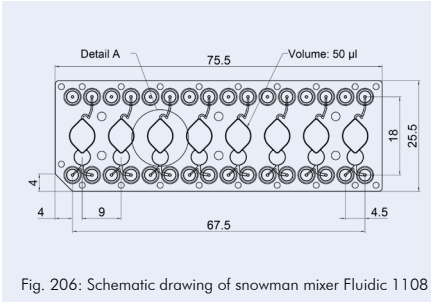 Detail A
Volume: 50 µl
75.5
18
25.5
4
4
9
4.5
67.5
Fig. 206: Schematic drawing of snowman mixer Fluidic 1108